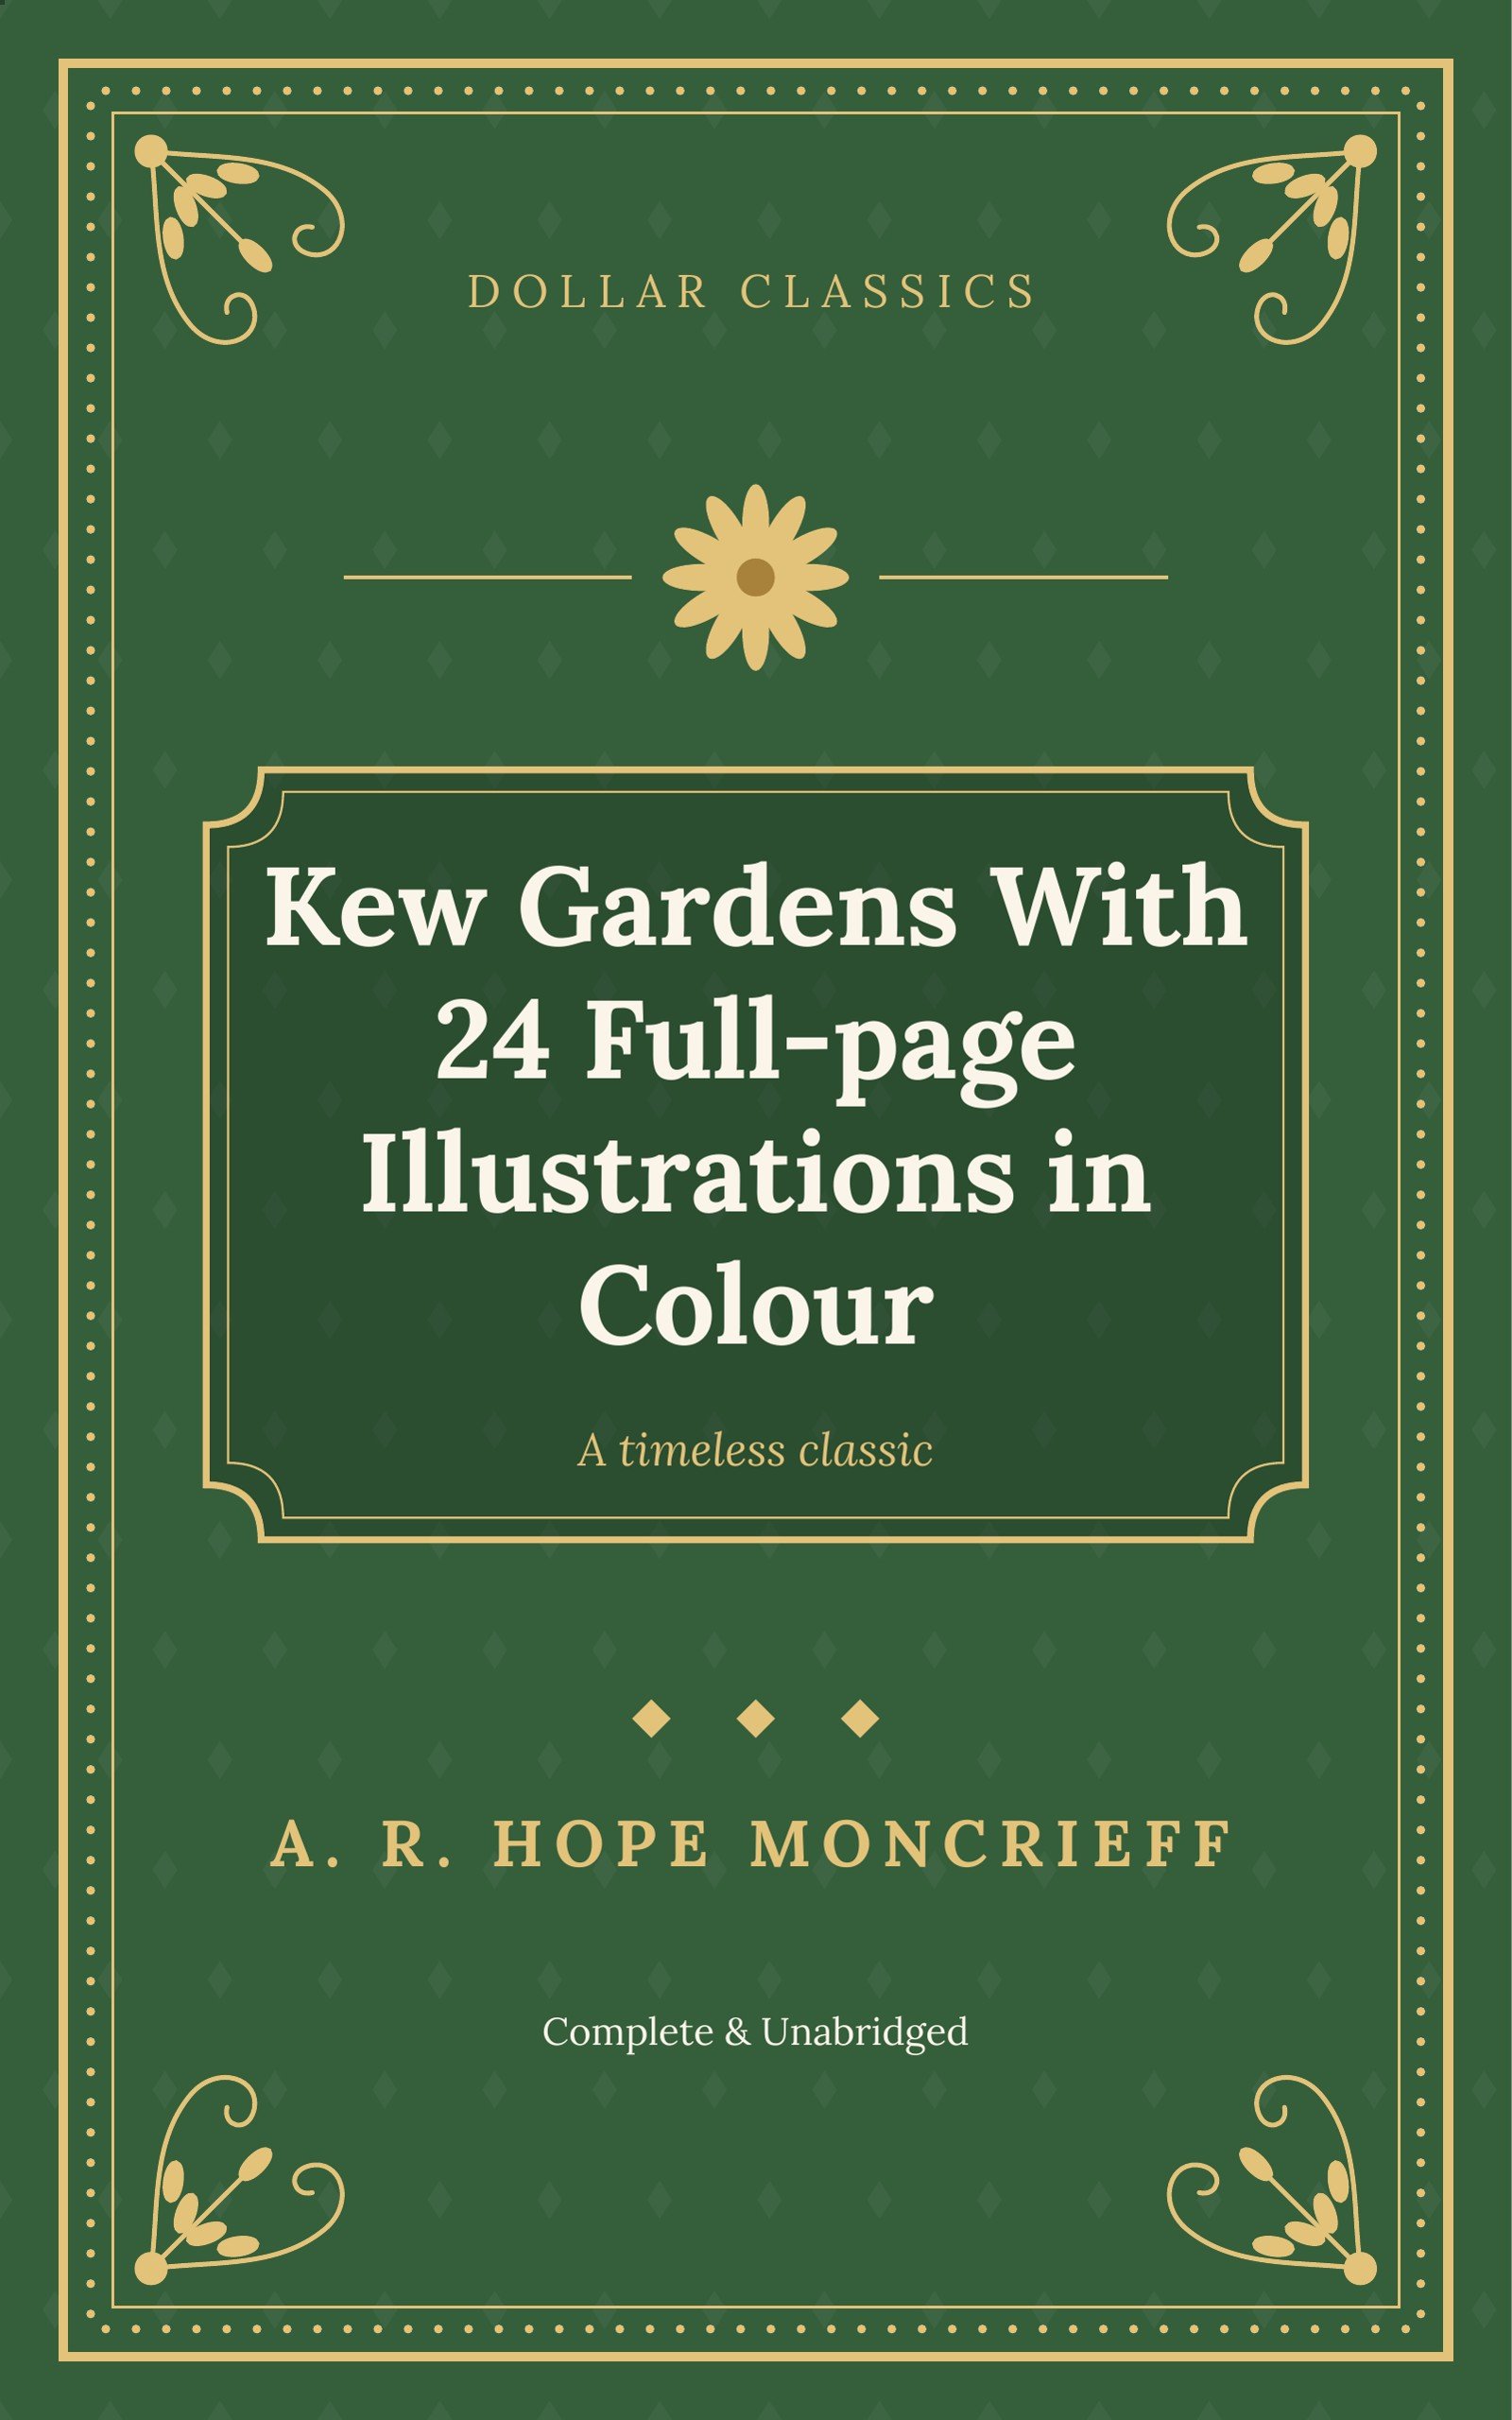 DOLLAR CLASSICS
Kew Gardens With
24 Full-page
Illustrations in
Colour
A timeless classic
A. R. HOPE MONCRIEFF
Complete & Unabridged